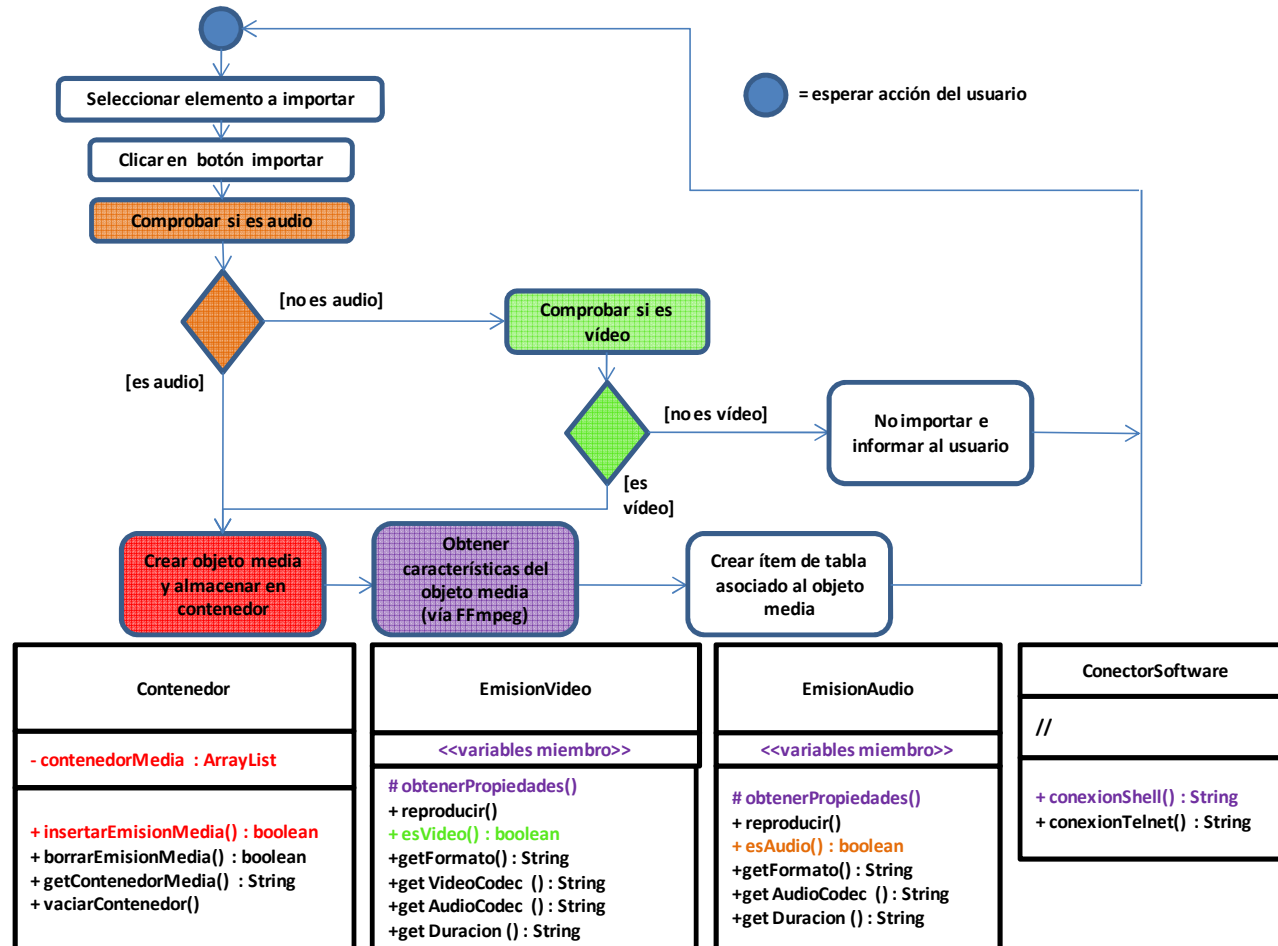 = esperar acción del usuario
Seleccionar elemento a importar
Clicar en botón importar
Comprobar si es audio
[no es audio]
Comprobar si es
vídeo
[es audio]
[no es vídeo]
No importar e
informar al usuario
[es
vídeo]
Crear objeto media
y almacenar en
contenedor
Obtener
características del
objeto media
(vía FFmpeg)
Crear ítem de tabla
asociado al objeto
media
Contenedor
- contenedorMedia : ArrayList
+ insertarEmisionMedia() : boolean
+ borrarEmisionMedia() : boolean
+ getContenedorMedia() : String
+ vaciarContenedor()
EmisionVideo
<<variables miembro>>
# obtenerPropiedades()
+ reproducir()
+ esVideo() : boolean
+getFormato() : String
+get VideoCodec () : String
+get AudioCodec () : String
+get Duracion () : String
EmisionAudio
<<variables miembro>>
# obtenerPropiedades()
+ reproducir()
+ esAudio() : boolean
+getFormato() : String
+get AudioCodec () : String
+get Duracion () : String
ConectorSoftware
//
+ conexionShell() : String
+ conexionTelnet() : String